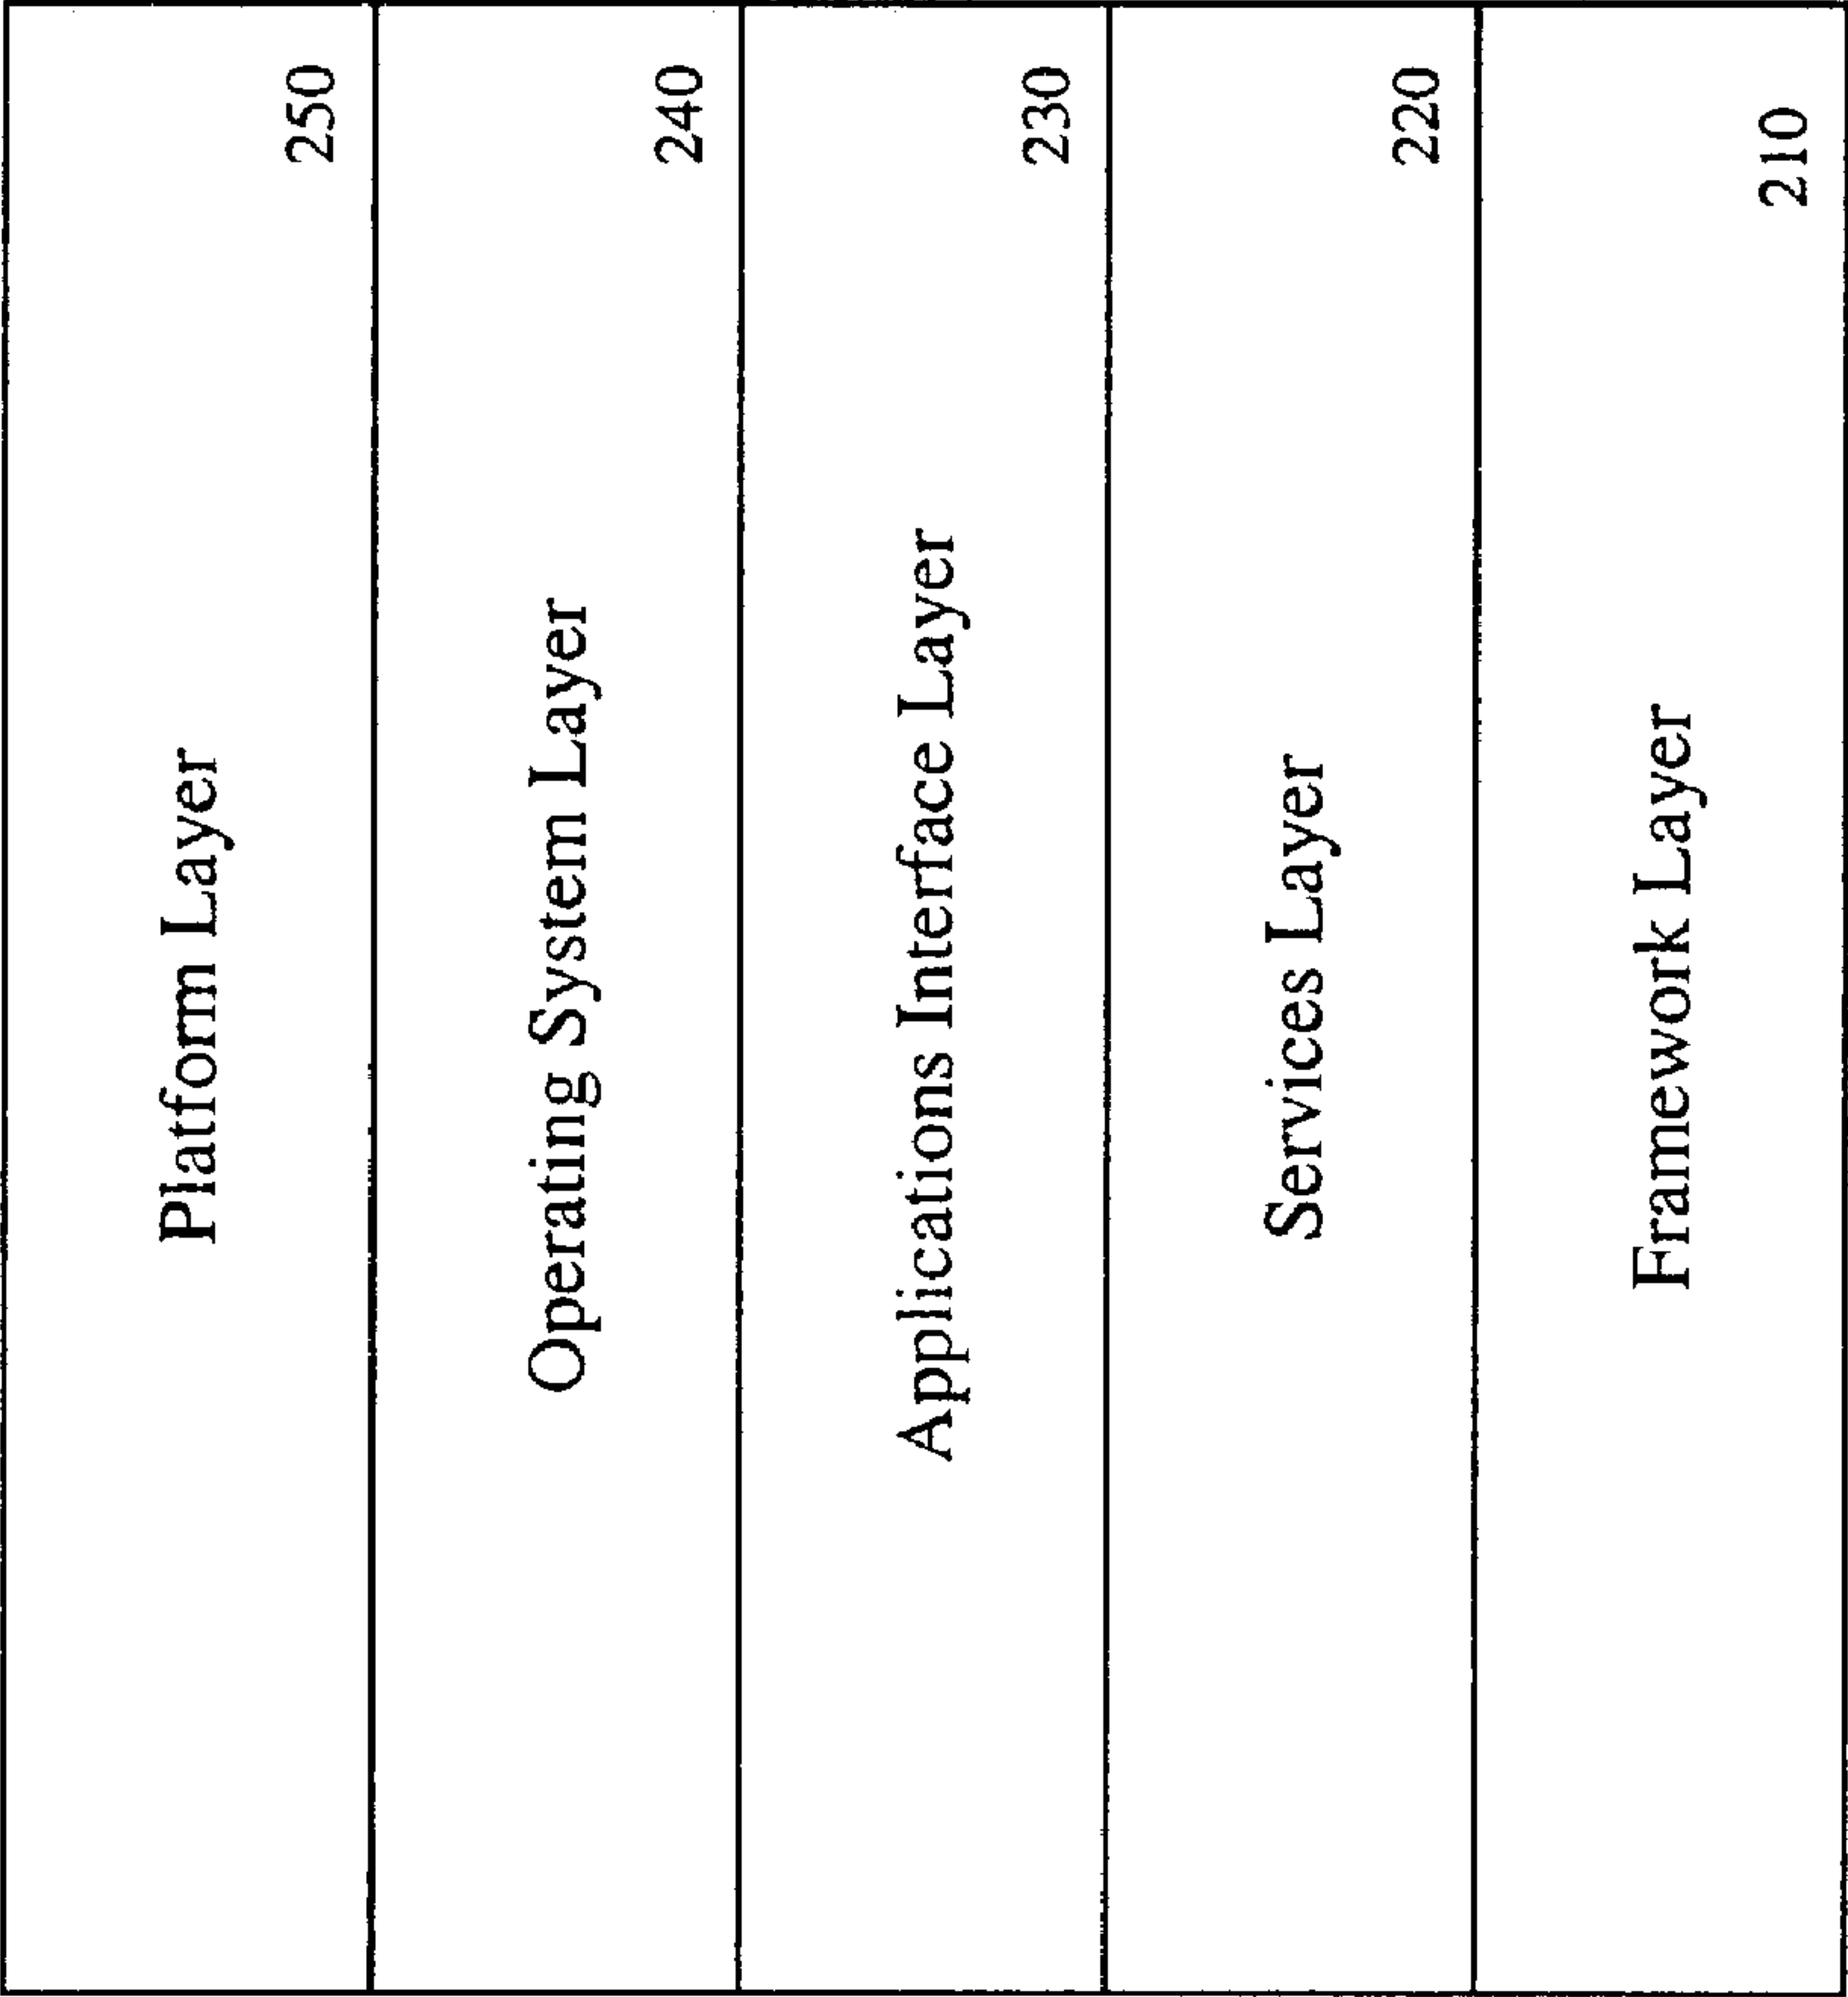 Platform Layer
250
Operating System Layer
240
Applications Interface Layer
230
Services Layer
220
Framework Layer
210